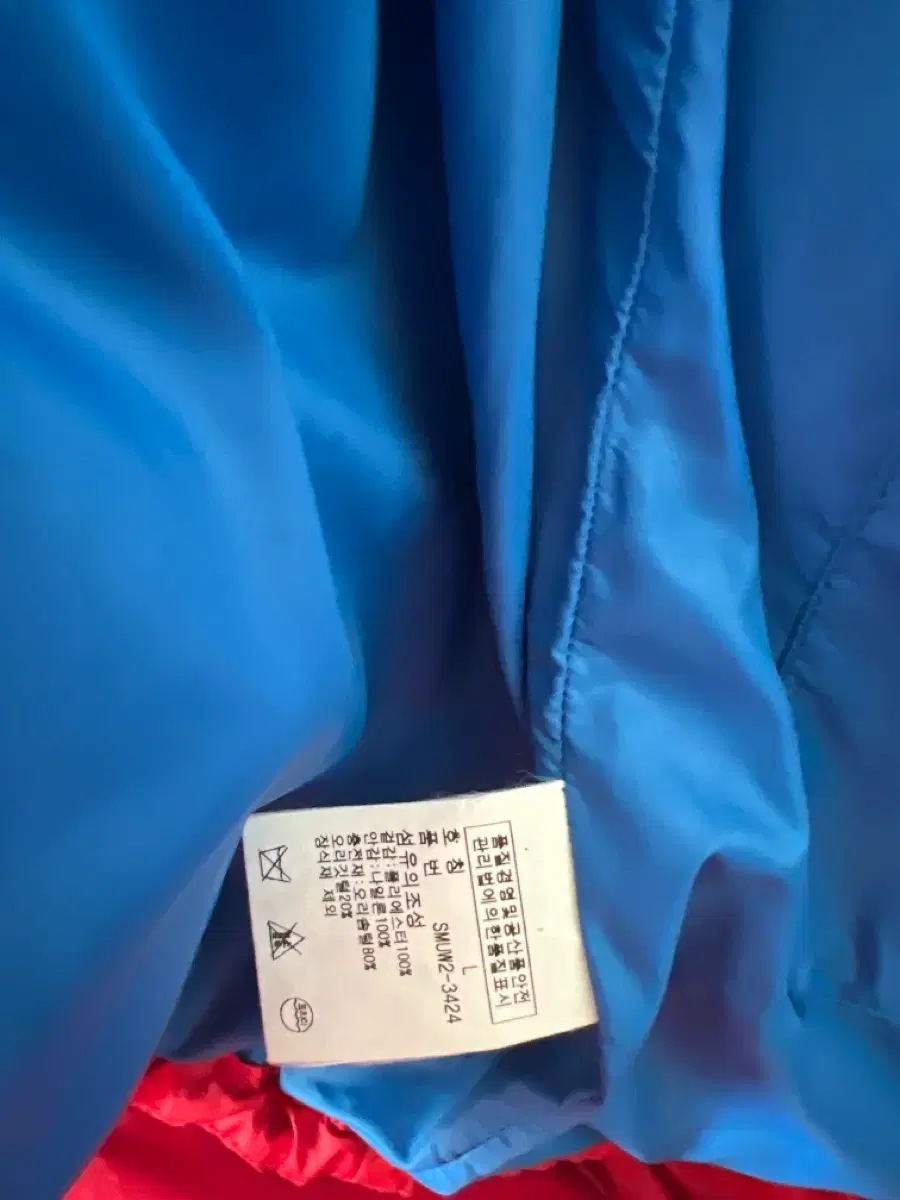 품질경영및공산품안전
관리법에의한품질표시
호 칭 L
품 번 SMUW2-3424
섬유의조성
겉감:폴리에스터100%
안감:나일론100%
충전재:오리솜털80%
오리깃털20%
장식재 제외
드라이